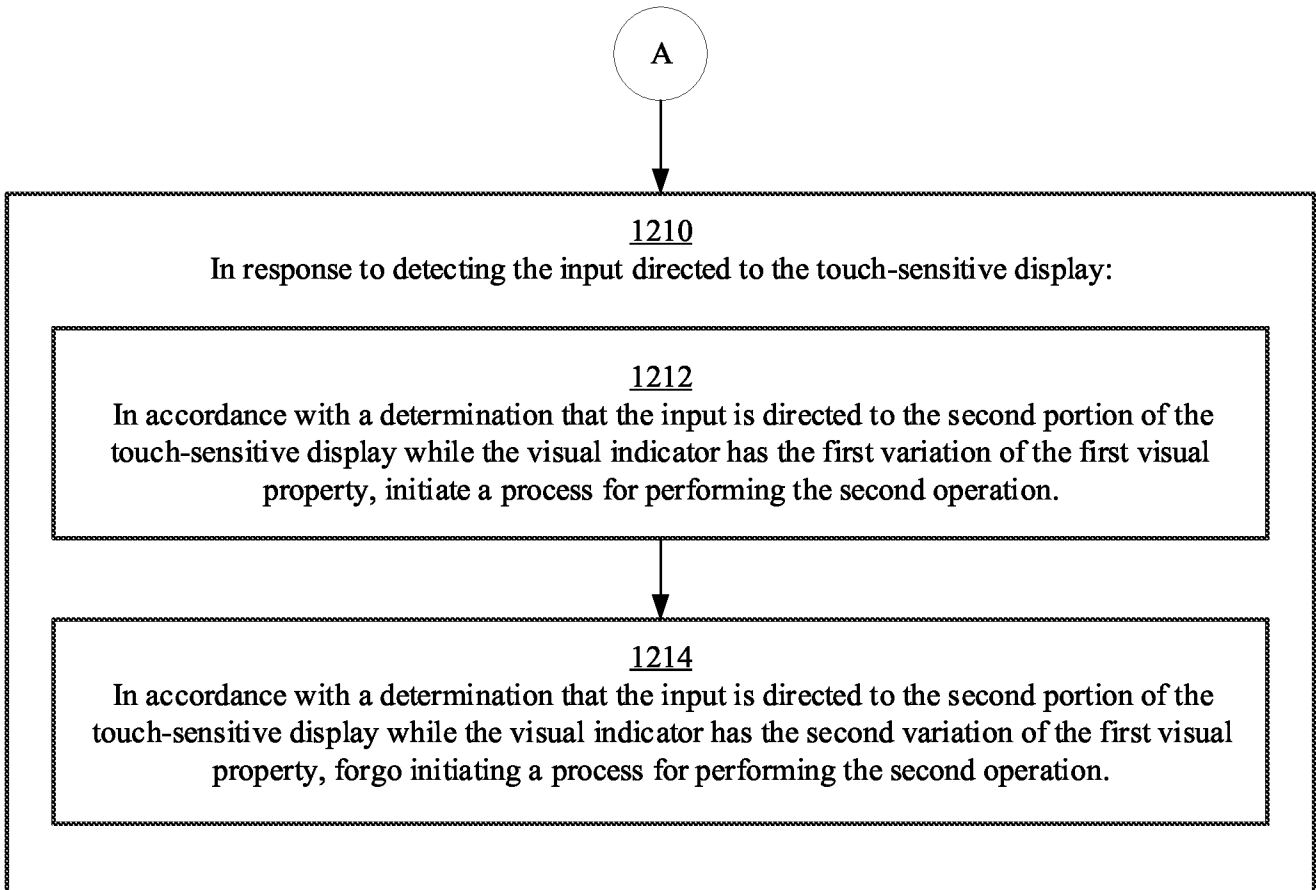 A
1210
In response to detecting the input directed to the touch-sensitive display:
1212
In accordance with a determination that the input is directed to the second portion of the
touch-sensitive display while the visual indicator has the first variation of the first visual
property, initiate a process for performing the second operation.
1214
In accordance with a determination that the input is directed to the second portion of the
touch-sensitive display while the visual indicator has the second variation of the first visual
property, forgo initiating a process for performing the second operation.